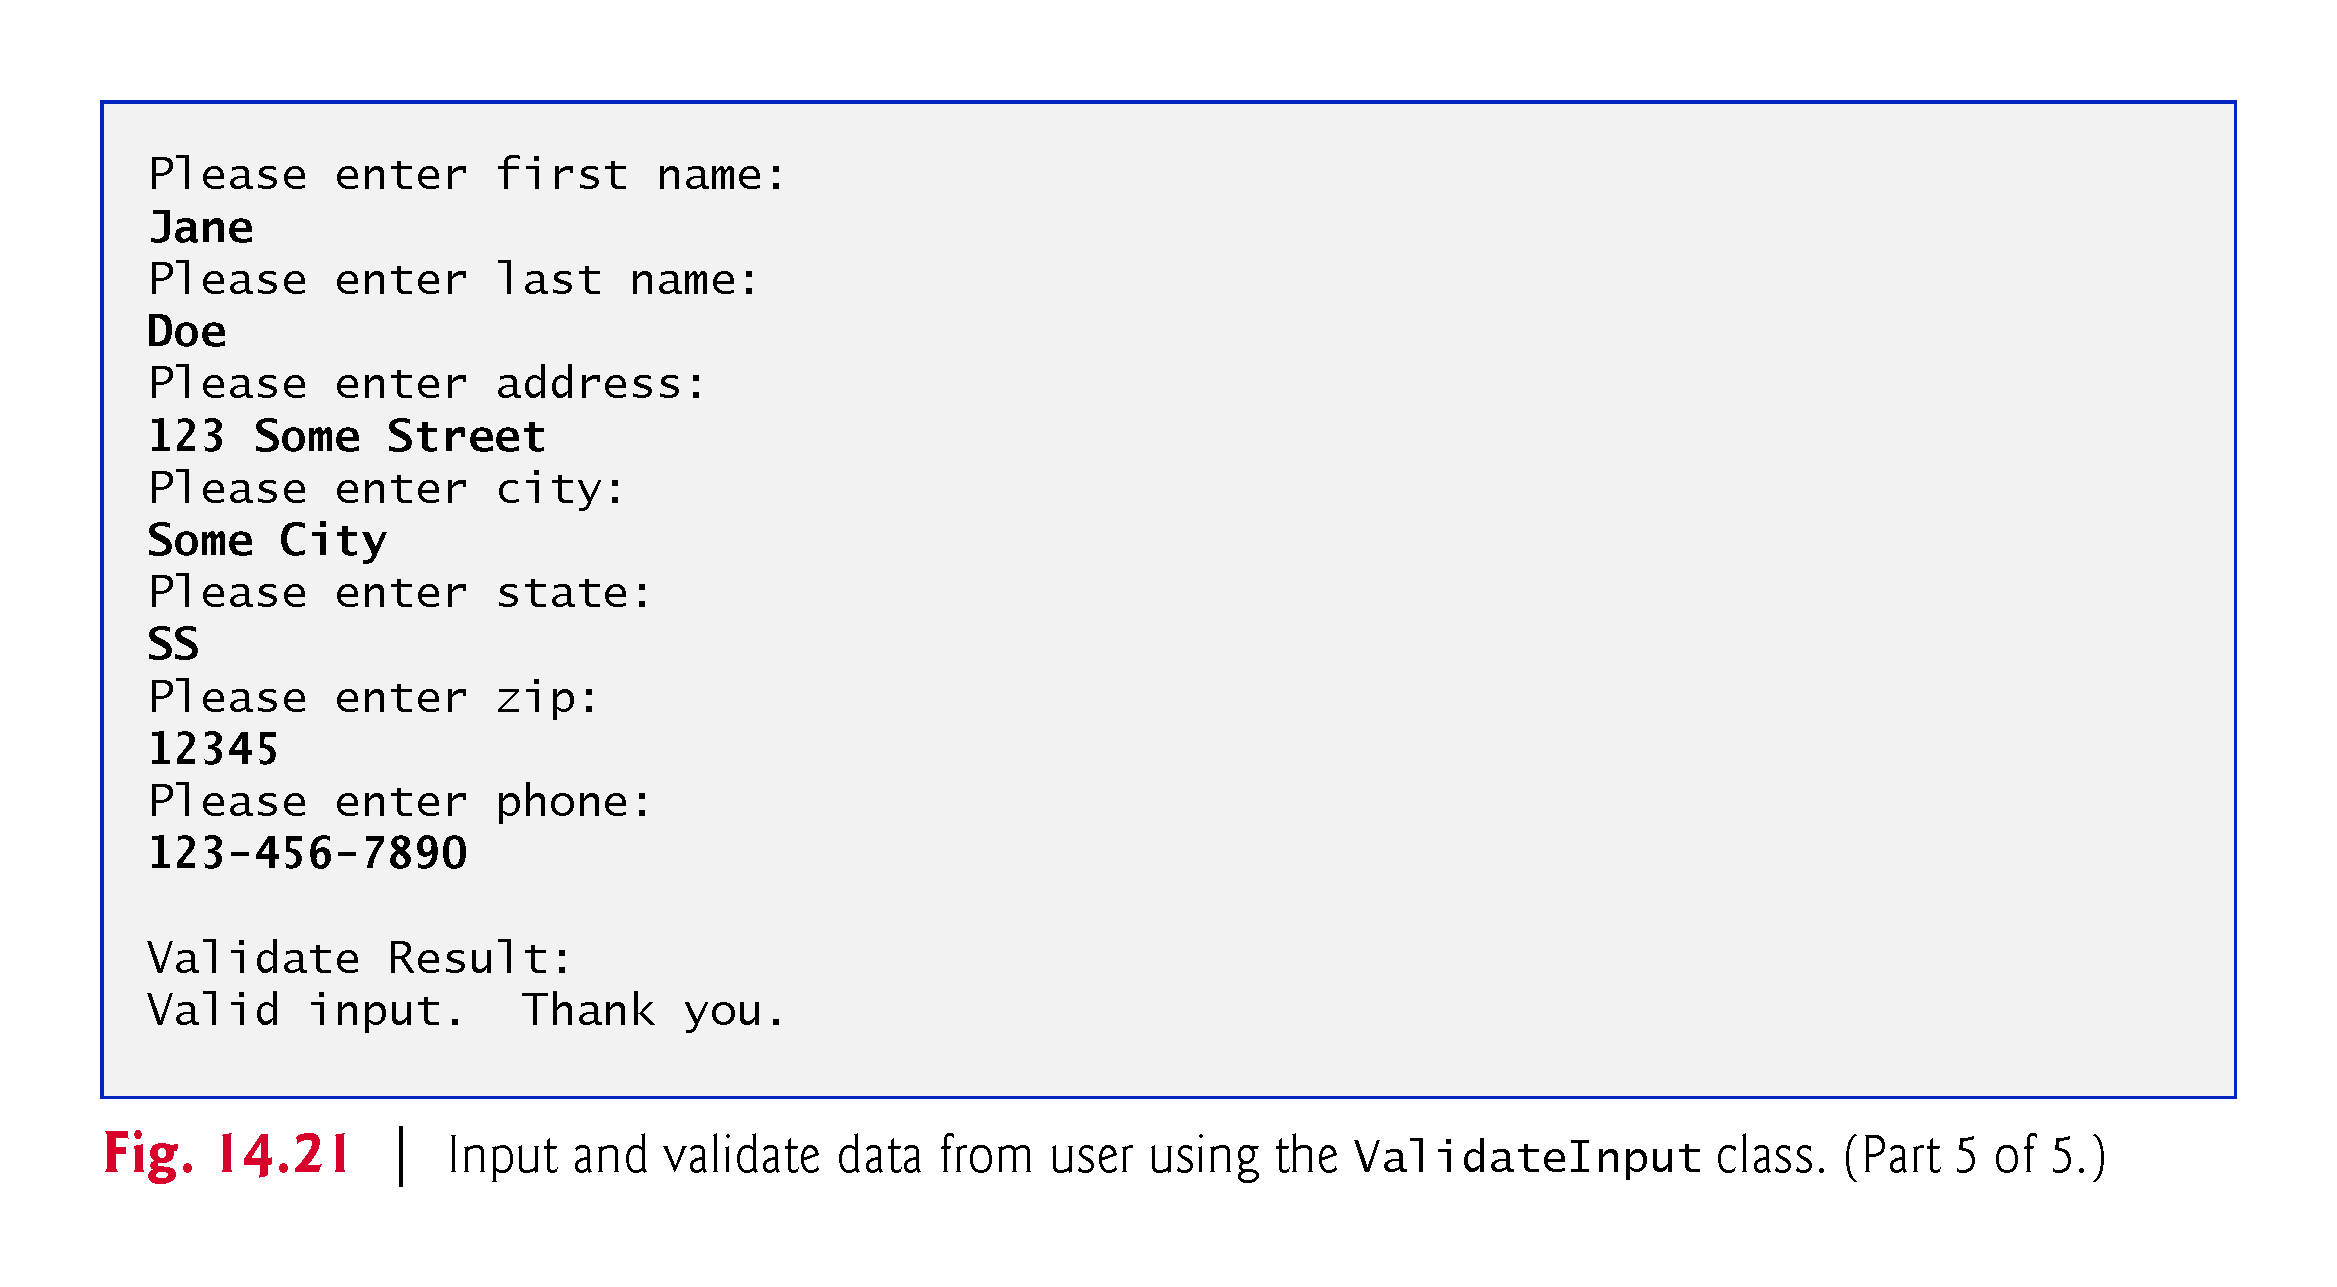 Please enter first name:
Jane
Please enter last name:
Doe
Please enter address:
123 Some Street
Please enter city:
Some City
Please enter state:
SS
Please enter zip:
12345
Please enter phone:
123-456-7890
Validate Result:
Valid input.  Thank you.
Fig. 14.21 | Input and validate data from user using the ValidateInput class. (Part 5 of 5.)